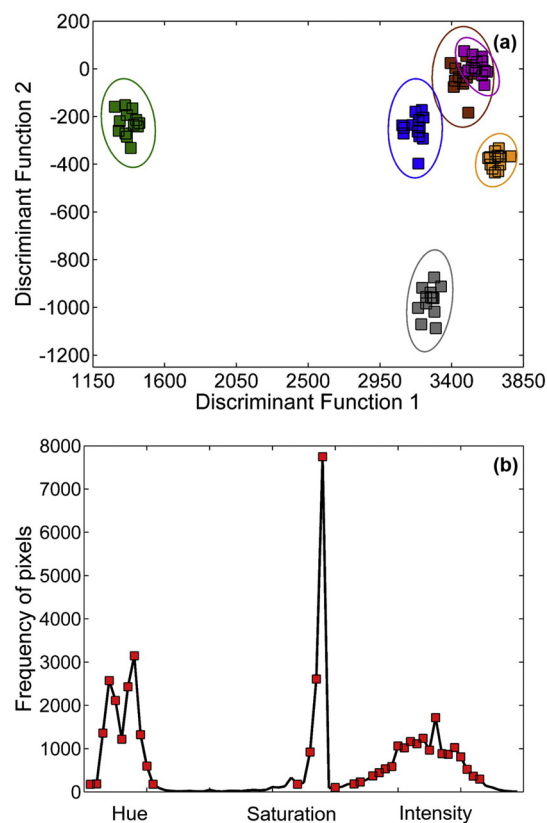 (a)
200
0
-200
-400
-600
-800
-1000
-1200
Discriminant Function 2
1150 1600 2050 2500 2950 3400 3850
Discriminant Function 1
(b)
8000
7000
6000
5000
4000
3000
2000
1000
0
Frequency of pixels
Hue Saturation Intensity